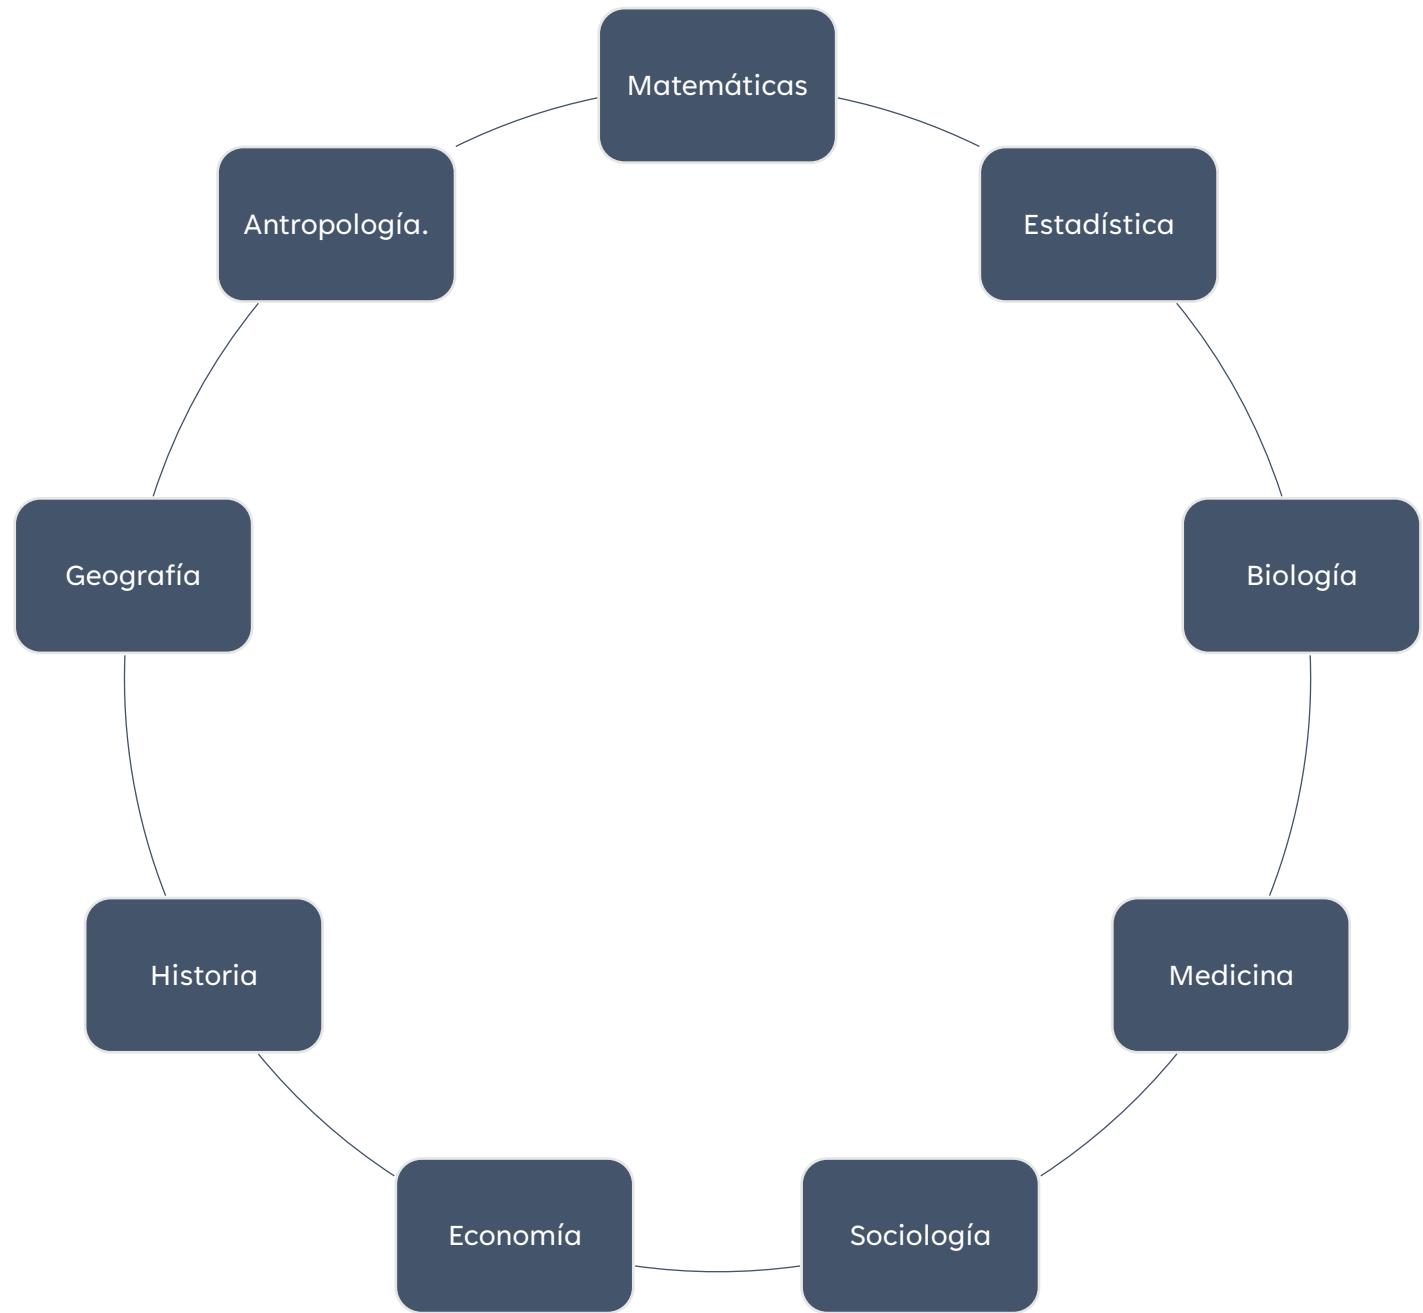 Matemáticas
Estadística
Biología
Medicina
Sociología
Economía
Historia
Geografía
Antropología.